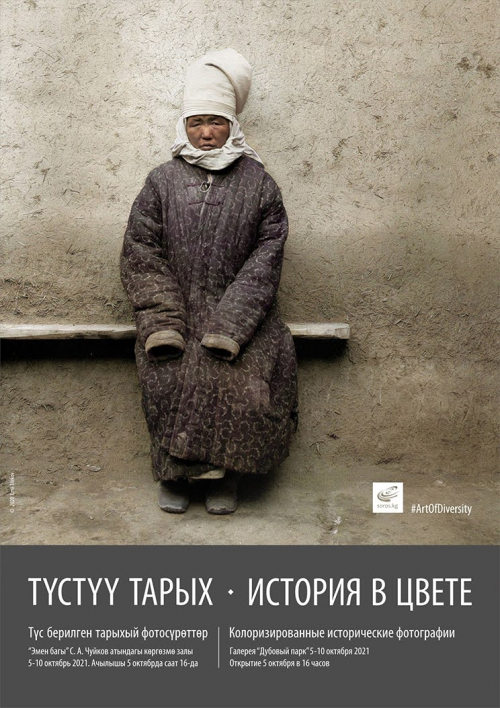 soros.kg
#ArtOfDiversity
ТҮСТҮҮ ТАРЫХ · ИСТОРИЯ В ЦВЕТЕ
Түс берилген тарыхый фотосүрөттөр
"Эмен багы" С. А. Чуйков атындагы көргөзмө залы
5-10 октябрь 2021. Ачылышы 5 октябрда саат 16-да
Колоризированные исторические фотографии
Галерея "Дубовый парк" 5-10 октября 2021
Открытие 5 октября в 16 часов